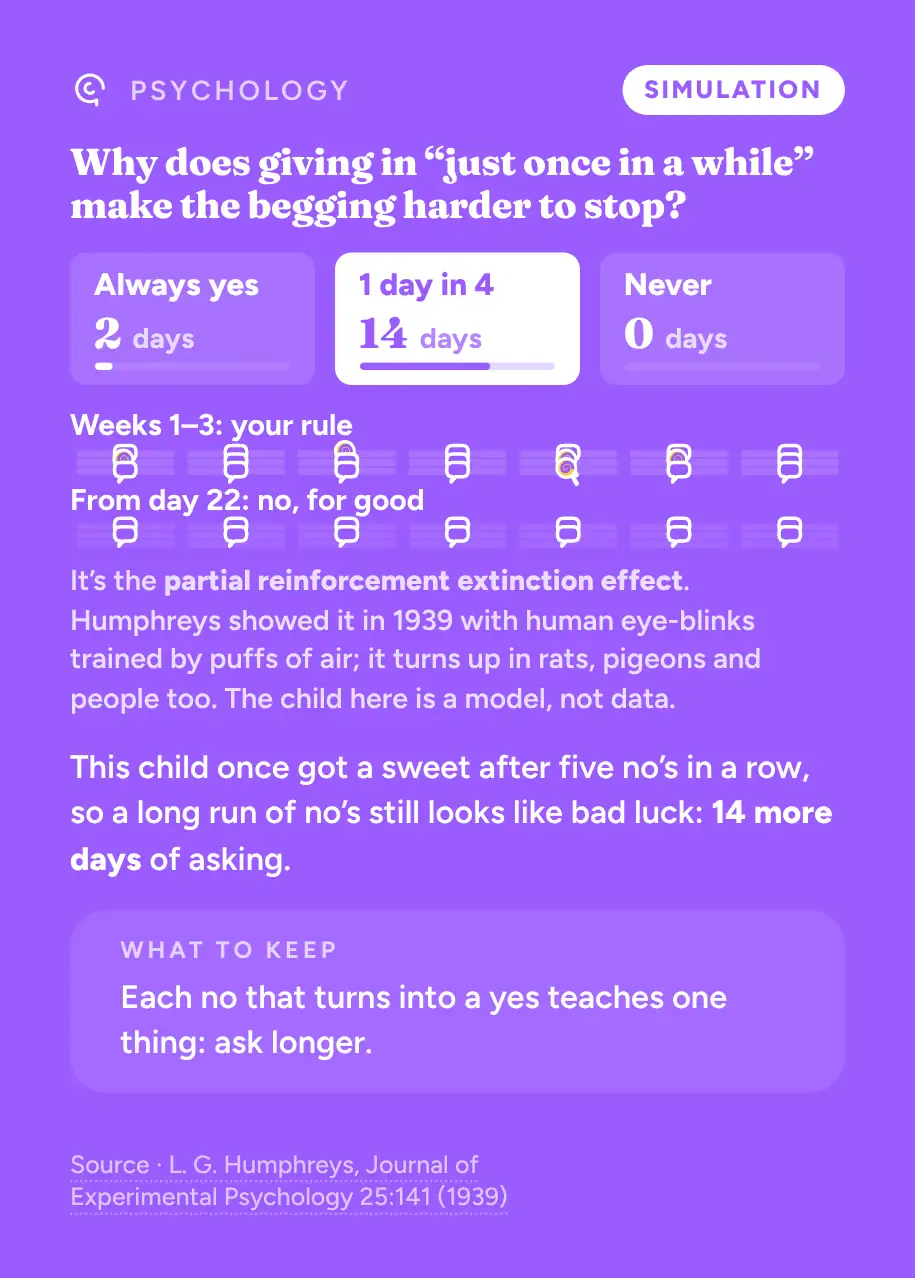 PSYCHOLOGY
SIMULATION
Why does giving in “just once in a while”
make the begging harder to stop?
Always yes
2 days
1 day in 4
14 days
Never
0 days
Weeks 1–3: your rule
From day 22: no, for good
It’s the partial reinforcement extinction effect.
Humphreys showed it in 1939 with human eye-blinks
trained by puffs of air; it turns up in rats, pigeons and
people too. The child here is a model, not data.
This child once got a sweet after five no’s in a row,
so a long run of no’s still looks like bad luck: 14 more
days of asking.
WHAT TO KEEP
Each no that turns into a yes teaches one
thing: ask longer.
Source · L. G. Humphreys, Journal of
Experimental Psychology 25:141 (1939)